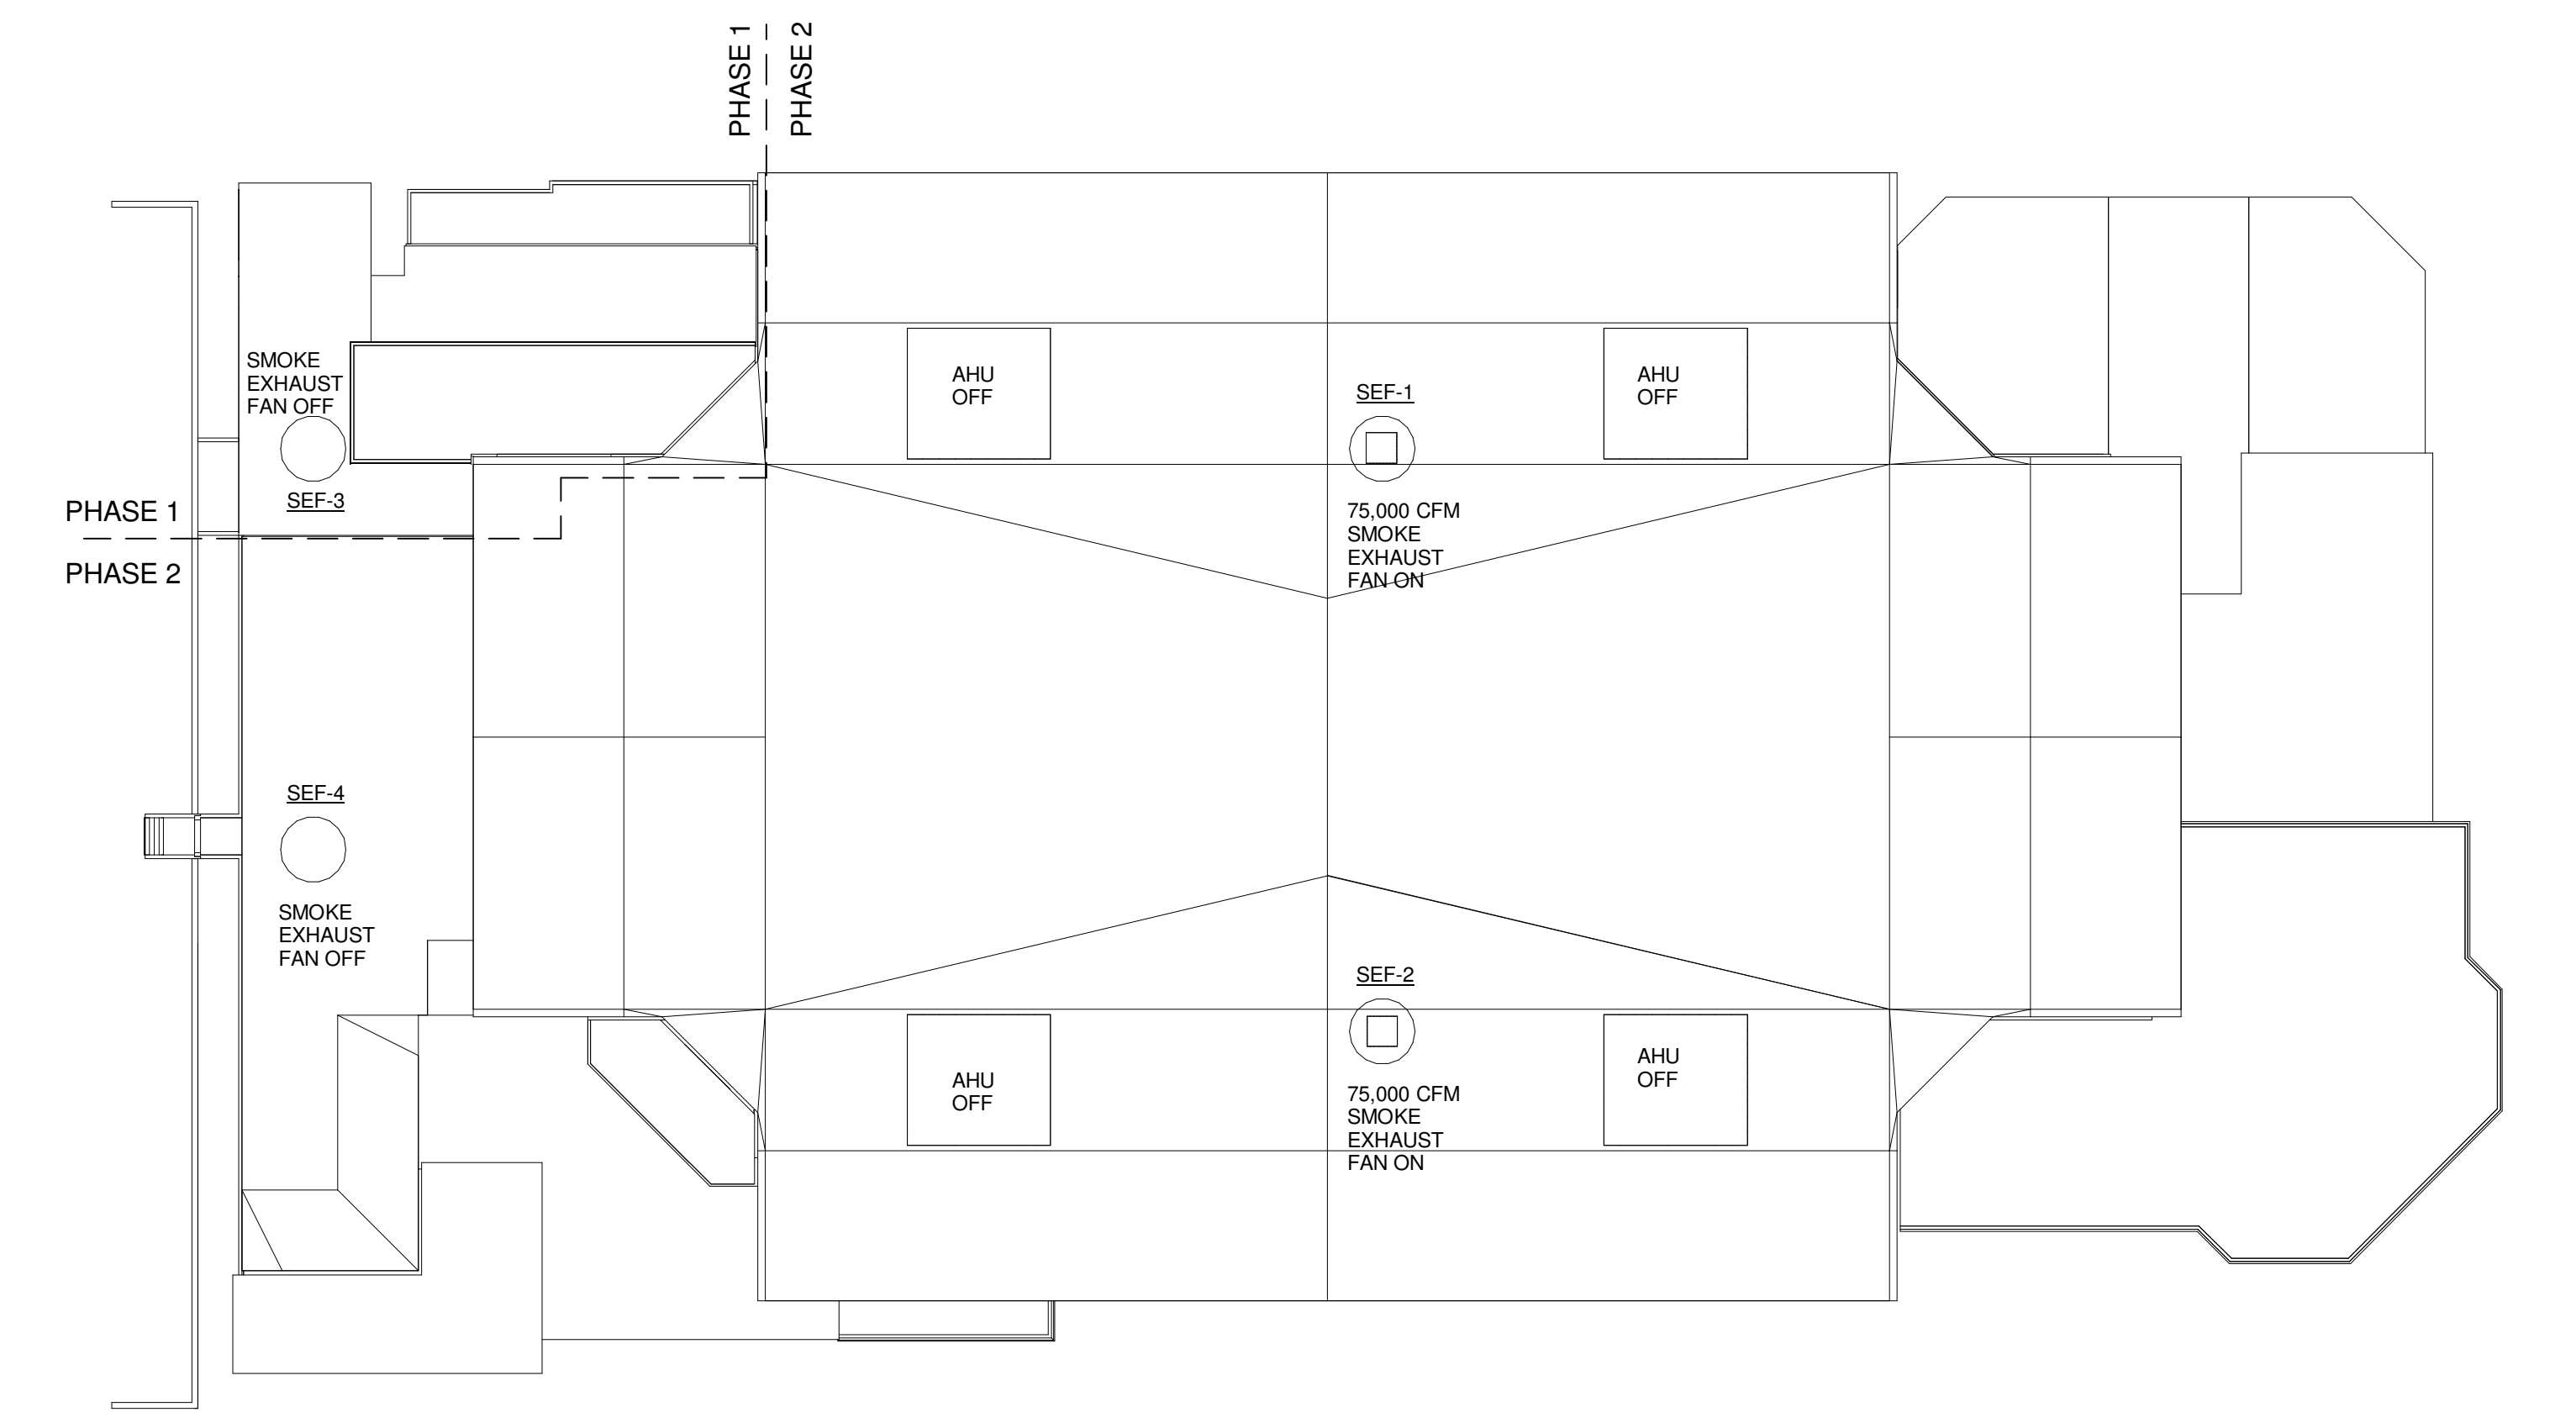 PHASE 1
PHASE 2
SMOKE
EXHAUST
FAN OFF
SEF-3
AHU
OFF
SEF-1
AHU
OFF
75,000 CFM
SMOKE
EXHAUST
FAN ON
PHASE 1
PHASE 2
SEF-4
SMOKE
EXHAUST
FAN OFF
SEF-2
AHU
OFF
75,000 CFM
SMOKE
EXHAUST
FAN ON
AHU
OFF